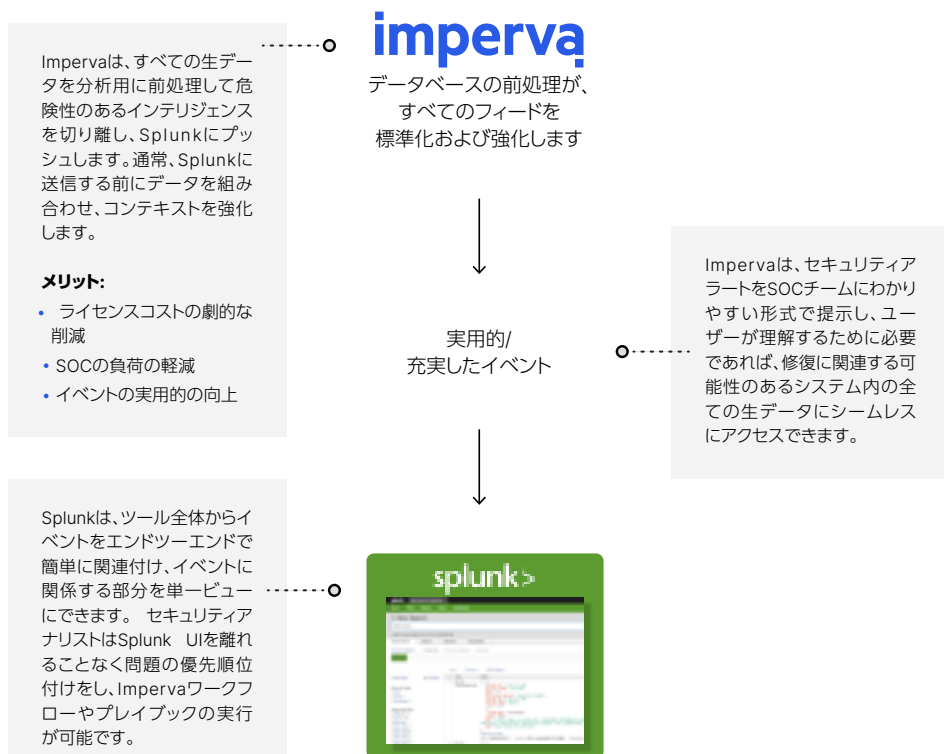 imperva
データベースの前処理が、
すべてのフィードを
標準化および強化します
Impervaは、すべての生デー
タを分析用に前処理して危
険性のあるインテリジェンス
を切り離し、Splunkにプッ
シュします。通常、Splunkに
送信する前にデータを組み
合わせ、コンテキストを強化
します。
メリット:
• ライセンスコストの劇的な
削減
• SOCの負荷の軽減
• イベントの実用的の向上
実用的/
充実したイベント
Impervaは、セキュリティア
ラートをSOCチームにわかり
やすい形式で提示し、ユー
ザーが理解するために必要
であれば、修復に関連する可
能性のあるシステム内の全
ての生データにシームレス
にアクセスできます。
Splunkは、ツール全体からイ
ベントをエンドツーエンドで
簡単に関連付け、イベントに
関係する部分を単一ビュー
にできます。 セキュリティア
ナリストはSplunk UIを離れ
ることなく問題の優先順位
付けをし、Impervaワークフ
ローやプレイブックの実行
が可能です。
splunk>